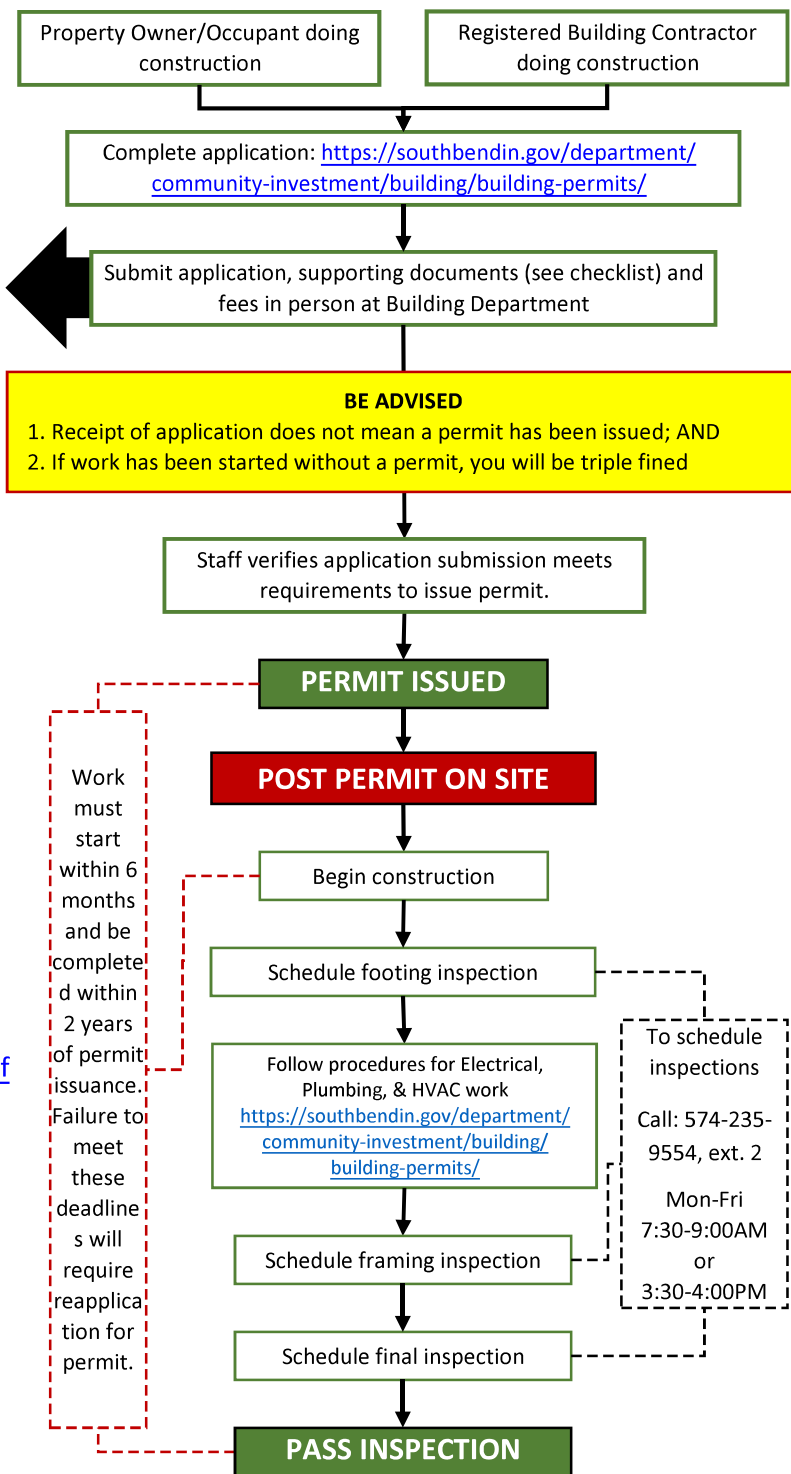 Property Owner/Occupant doing
construction
Registered Building Contractor
doing construction
Complete application: https://southbendin.gov/department/
community-investment/building/building-permits/
Submit application, supporting documents (see checklist) and
fees in person at Building Department
BE ADVISED
1. Receipt of application does not mean a permit has been issued; AND
2. If work has been started without a permit, you will be triple fined
Staff verifies application submission meets
requirements to issue permit.
PERMIT ISSUED
POST PERMIT ON SITE
Work
must
start
within 6
months
and be
complete
d within
2 years
of permit
issuance.
Failure to
meet
these
deadline
s will
require
reapplica
tion for
permit.
f
Begin construction
Schedule footing inspection
Follow procedures for Electrical,
Plumbing, & HVAC work
https://southbendin.gov/department/
community-investment/building/
building-permits/
To schedule
inspections
Call: 574-235-
9554, ext. 2
Mon-Fri
7:30-9:00AM
or
3:30-4:00PM
Schedule framing inspection
Schedule final inspection
PASS INSPECTION